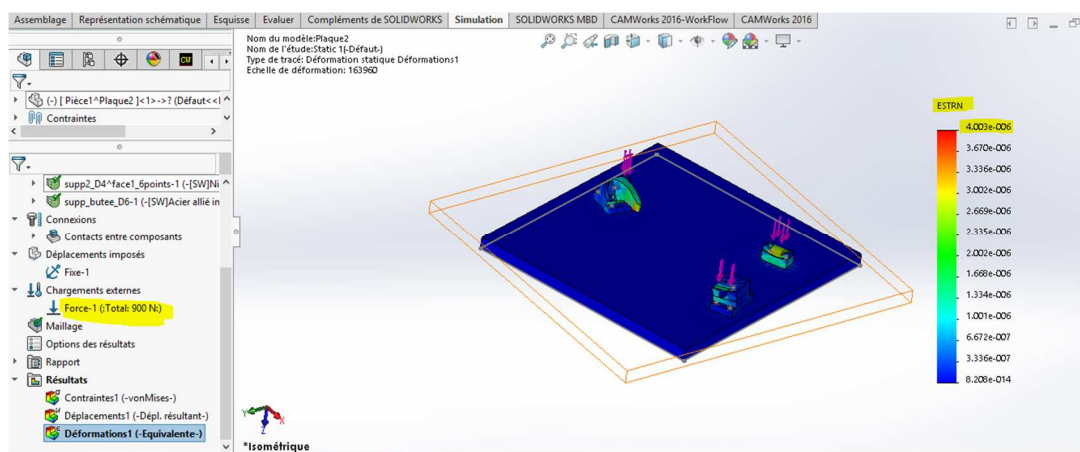 Assemblage Représentation schématique Esquisse Evaluer Compléments de SOLIDWORKS Simulation SOLIDWORKS MBD CAMWorks 2016-WorkFlow CAMWorks 2016
Nom du modèle:Plaque2
Nom de l'étude:Static 1(-Défaut-)
Type de tracé: Déformation statique Déformations1
Echelle de déformation: 163960
(-) [ Pièce1^Plaque2 ]<1>->? (Défaut<<
Contraintes
supp2_D4^face1_6points-1 (-[SW]Ni
supp_butee_D6-1 (-[SW]Acier allié in
Connexions
Contacts entre composants
Déplacements imposés
Fixe-1
Chargements externes
Force-1 (:Total: 900 N:)
Maillage
Options des résultats
Rapport
Résultats
Contraintes1 (-vonMises-)
Déplacements1 (-Dépl. résultant-)
Déformations1 (-Equivalente-)
ESTRN
4.003e-006
3.670e-006
3.336e-006
3.002e-006
2.669e-006
2.335e-006
2.002e-006
1.668e-006
1.334e-006
1.001e-006
6.672e-007
3.336e-007
8.208e-014
Y
X
Z
*Isométrique